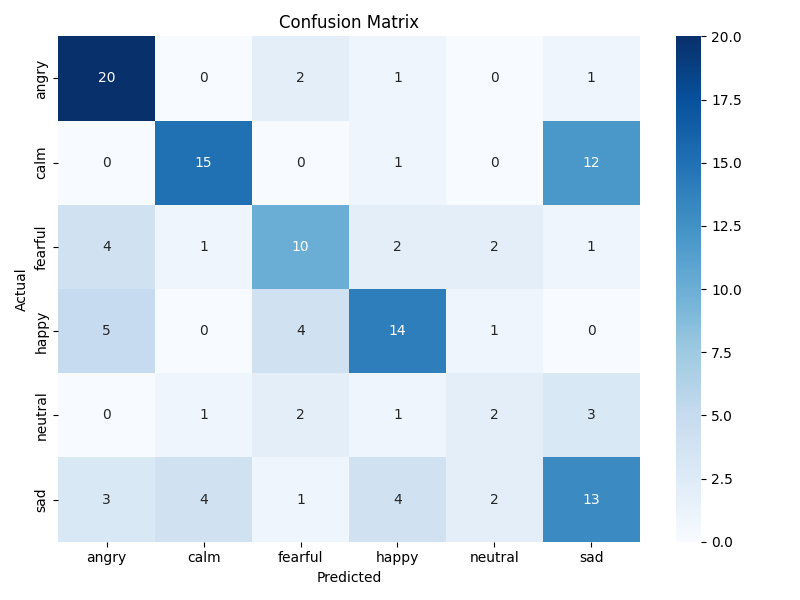 Confusion Matrix
Actual
angry 20 0 2 1 0 1
calm 0 15 0 1 0 12
fearful 4 1 10 2 2 1
happy 5 0 4 14 1 0
neutral 0 1 2 1 2 3
sad 3 4 1 4 2 13
angry calm fearful happy neutral sad
Predicted
20.0
17.5
15.0
12.5
10.0
7.5
5.0
2.5
0.0